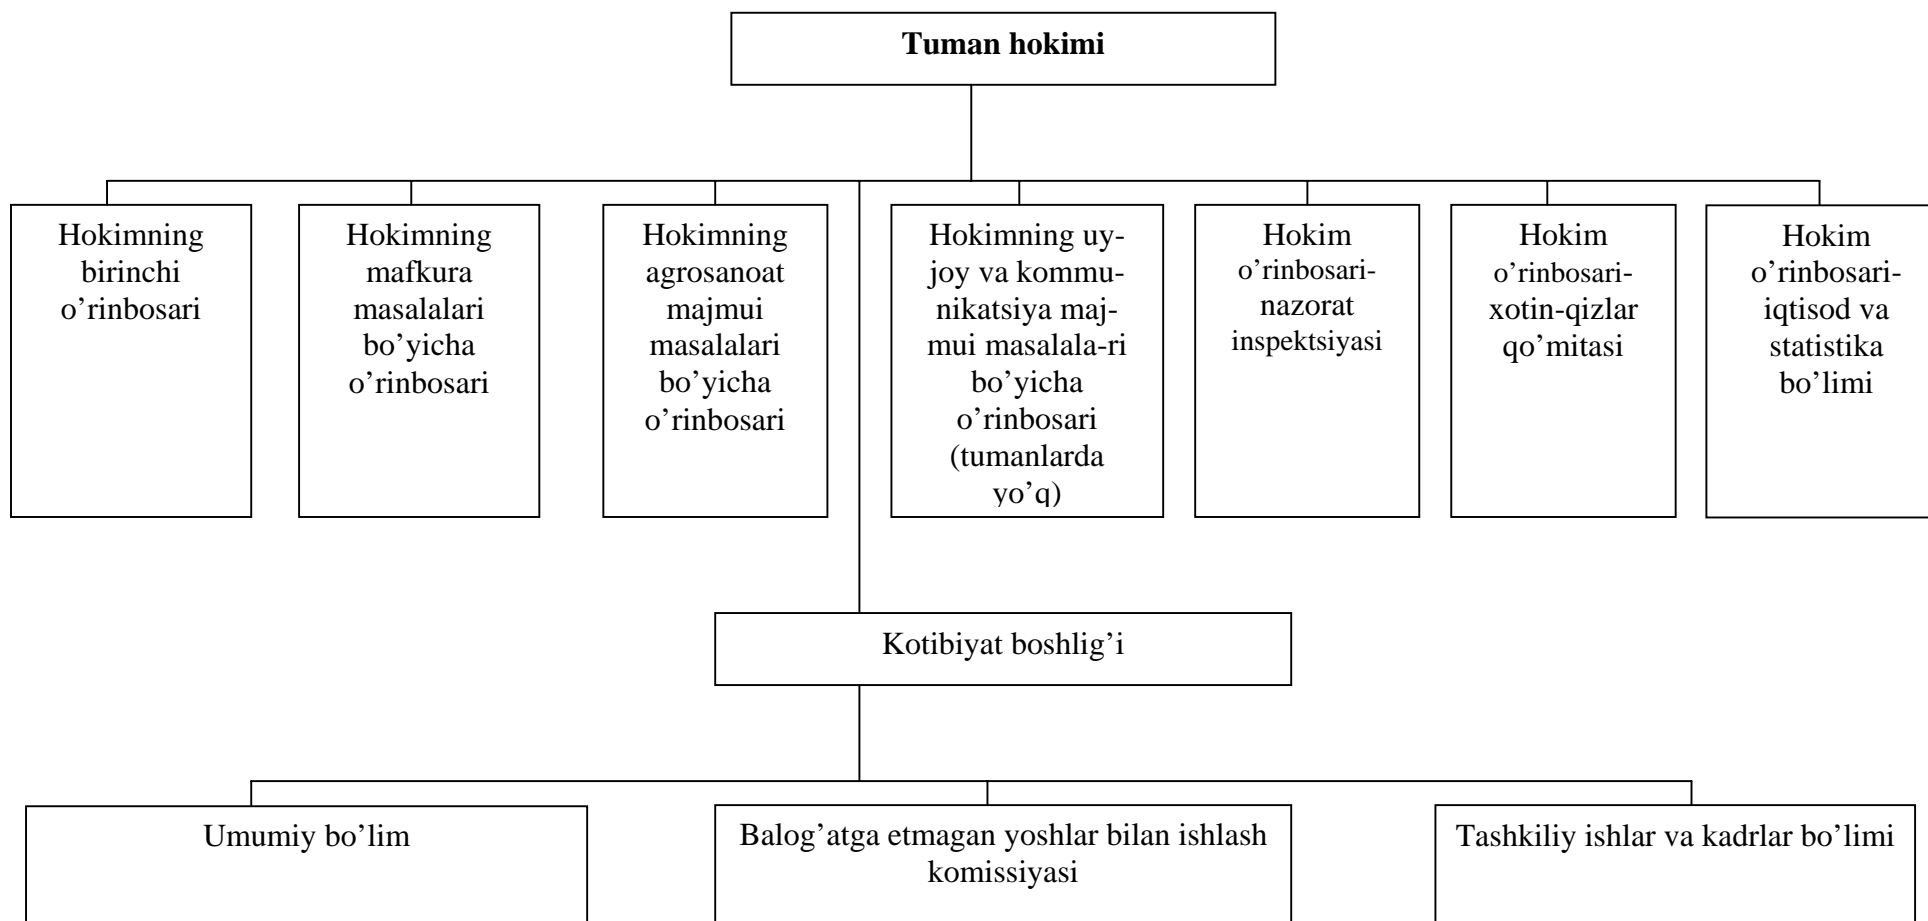 Tuman hokimi
Hokimning
birinchi
o’rinbosari
Hokimning
mafkura
masalalari
bo’yicha
o’rinbosari
Hokimning
agrosanoat
majmui
masalalari
bo’yicha
o’rinbosari
Hokimning uy-
joy va kommu-
nikatsiya maj-
mui masalala-ri
bo’yicha
o’rinbosari
(tumanlarda
yo’q)
Hokim
o’rinbosari-
nazorat
inspektsiyasi
Hokim
o’rinbosari-
xotin-qizlar
qo’mitasi
Hokim
o’rinbosari-
iqtisod va
statistika
bo’limi
Kotibiyat boshlig’i
Umumiy bo’lim
Balog’atga etmagan yoshlar bilan ishlash
komissiyasi
Tashkiliy ishlar va kadrlar bo’limi